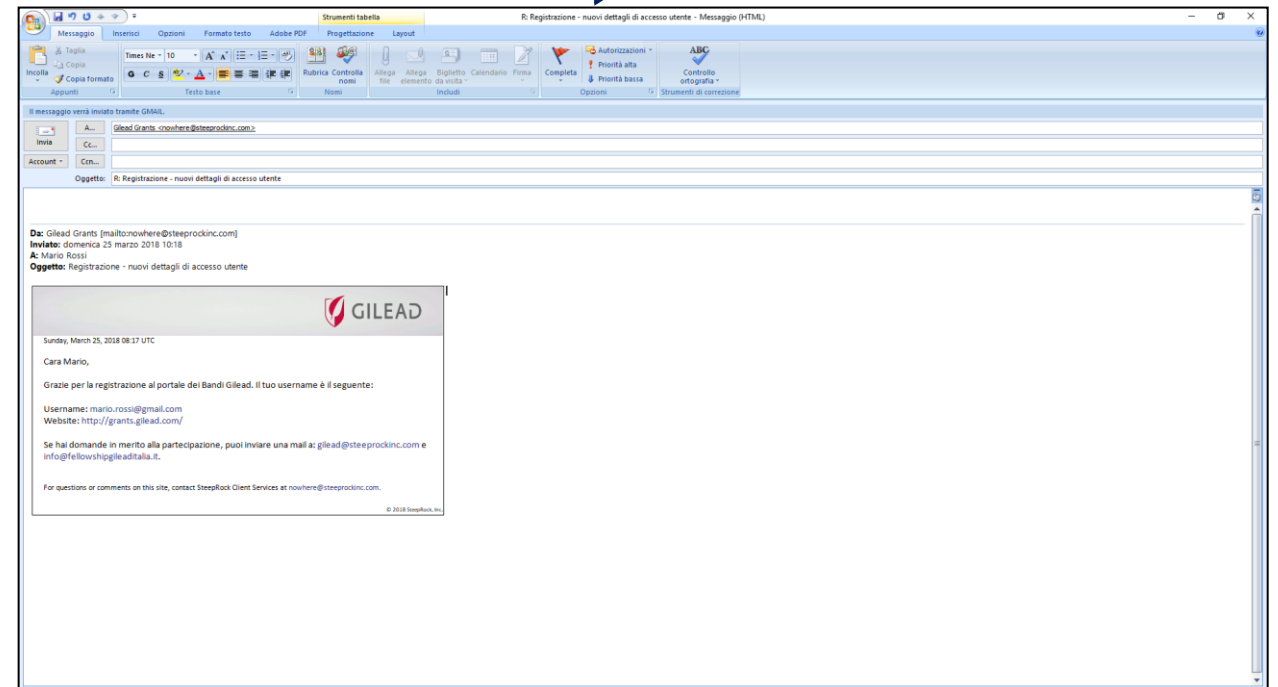 Strumenti tabella
R: Registrazione - nuovi dettagli di accesso utente - Messaggio (HTML)
Messaggio Inserisci Opzioni Formato testo Adobe PDF Progettazione Layout
Incolla
Taglia
Copia
Copia formato
Appunti
Times Ne 10
G C S
Testo base
Rubrica Controlla nomi
Nomi
Allega file
Allega elemento
Biglietto da visita
Calendario
Firma
Includi
Completa
Autorizzazioni
Priorità alta
Priorità bassa
Opzioni
ABC
Controllo ortografia
Strumenti di correzione
Il messaggio verrà inviato tramite GMAIL.
Invia
Account
A... Gilead Grants <nowhere@steeprockinc.com>
Cc...
Ccn...
Oggetto: R: Registrazione - nuovi dettagli di accesso utente
Da: Gilead Grants [mailto:nowhere@steeprockinc.com]
Inviato: domenica 25 marzo 2018 10:18
A: Mario Rossi
Oggetto: Registrazione - nuovi dettagli di accesso utente
GILEAD
Sunday, March 25, 2018 08:17 UTC
Cara Mario,
Grazie per la registrazione al portale dei Bandi Gilead. Il tuo username è il seguente:
Username: mario.rossi@gmail.com
Website: http://grants.gilead.com/
Se hai domande in merito alla partecipazione, puoi inviare una mail a: gilead@steeprockinc.com e
info@fellowshipgileaditalia.it.
For questions or comments on this site, contact SteepRock Client Services at nowhere@steeprockinc.com.
© 2018 SteepRock, Inc.